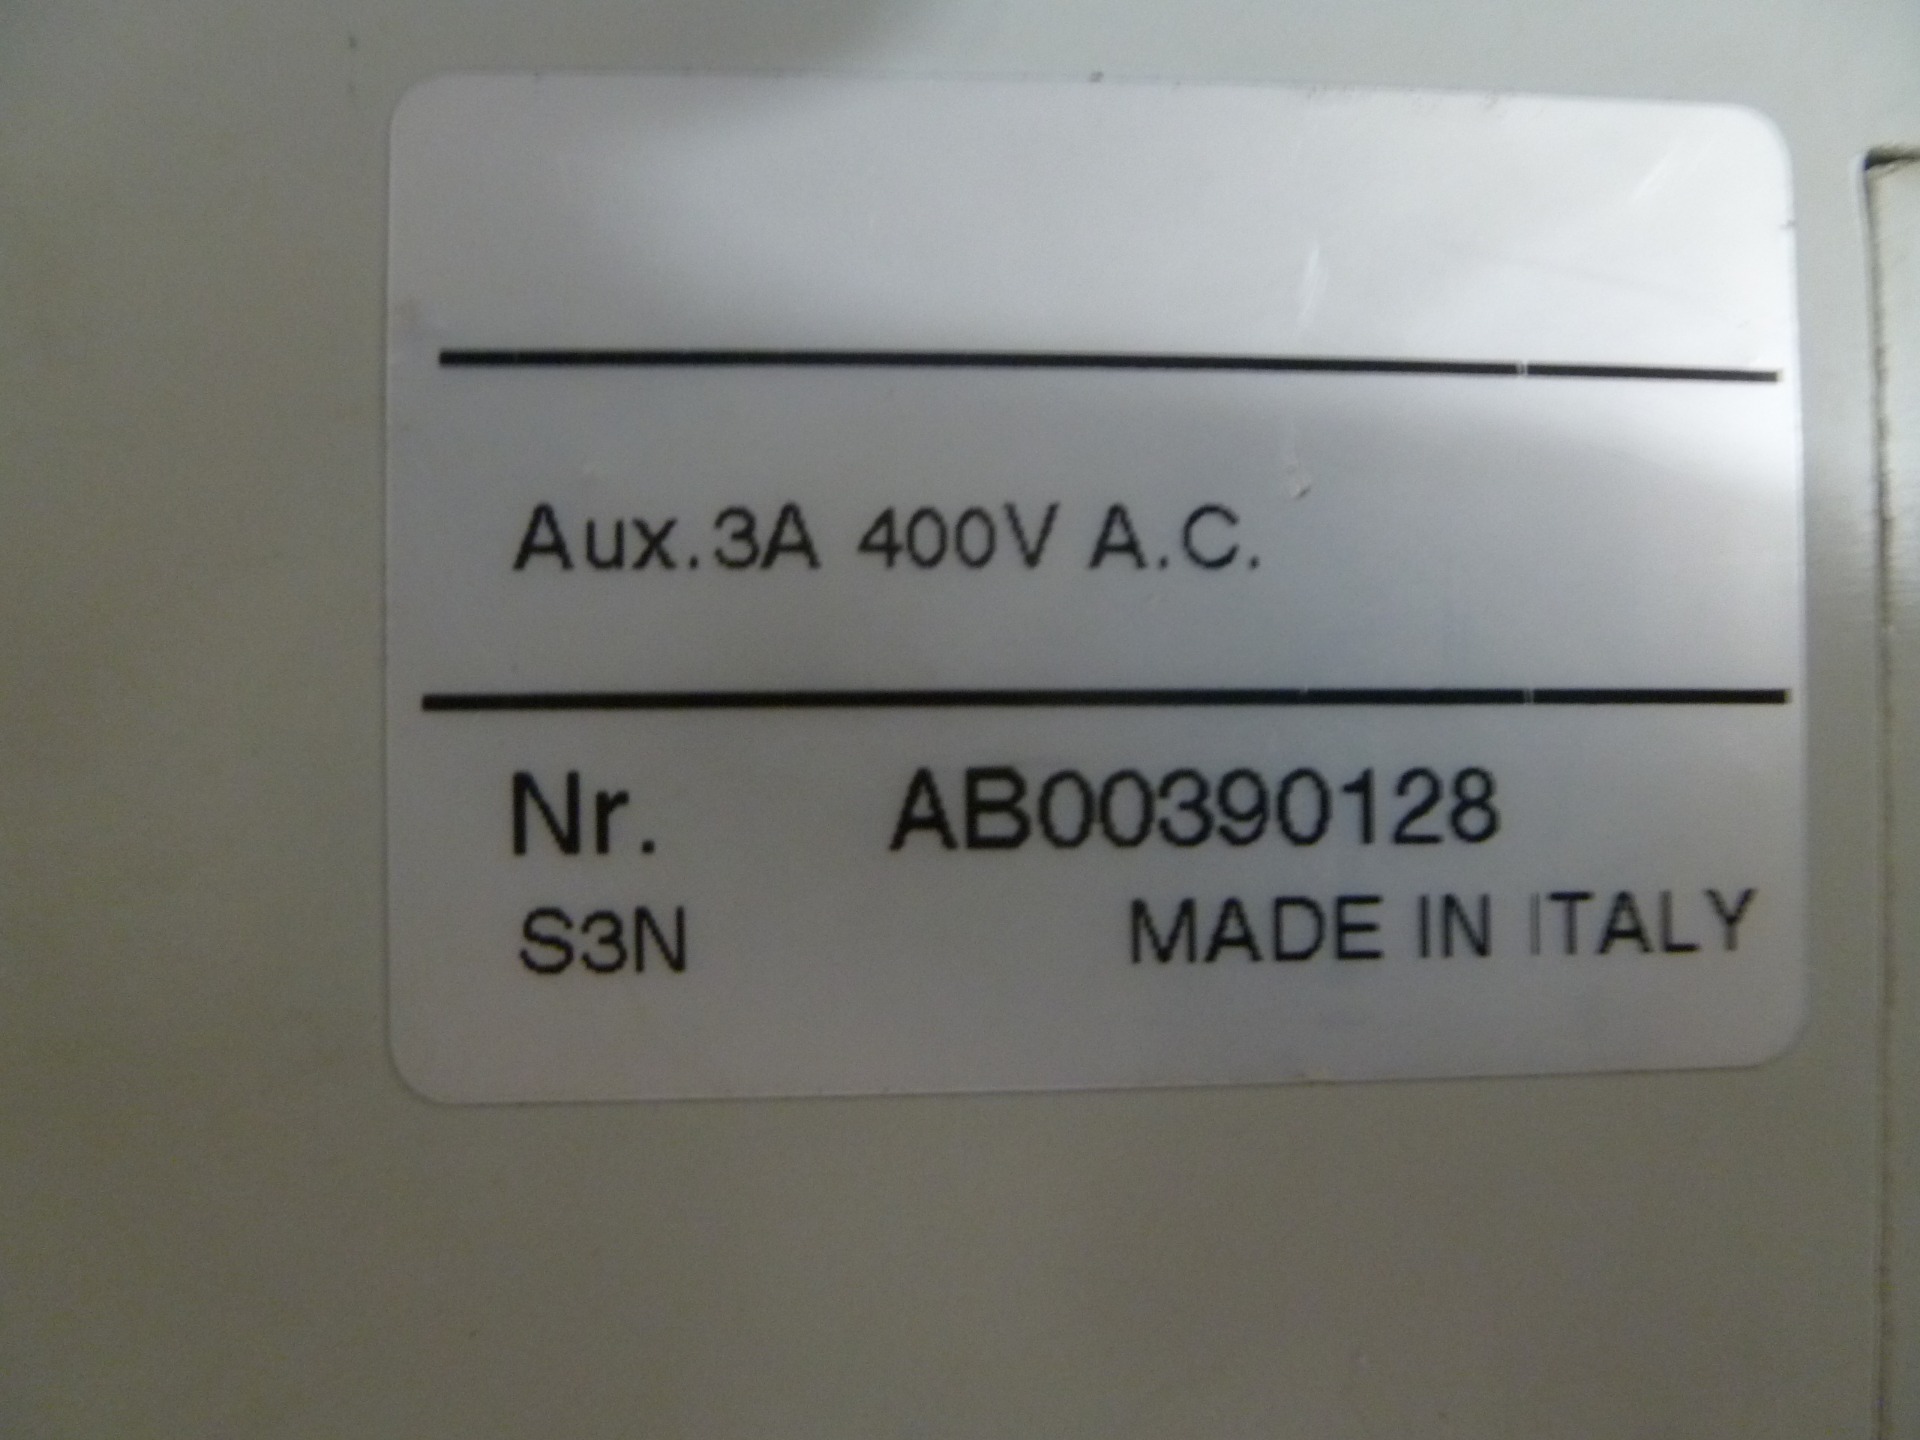 Aux.3A 400V A.C.
Nr. AB00390128
S3N MADE IN ITALY